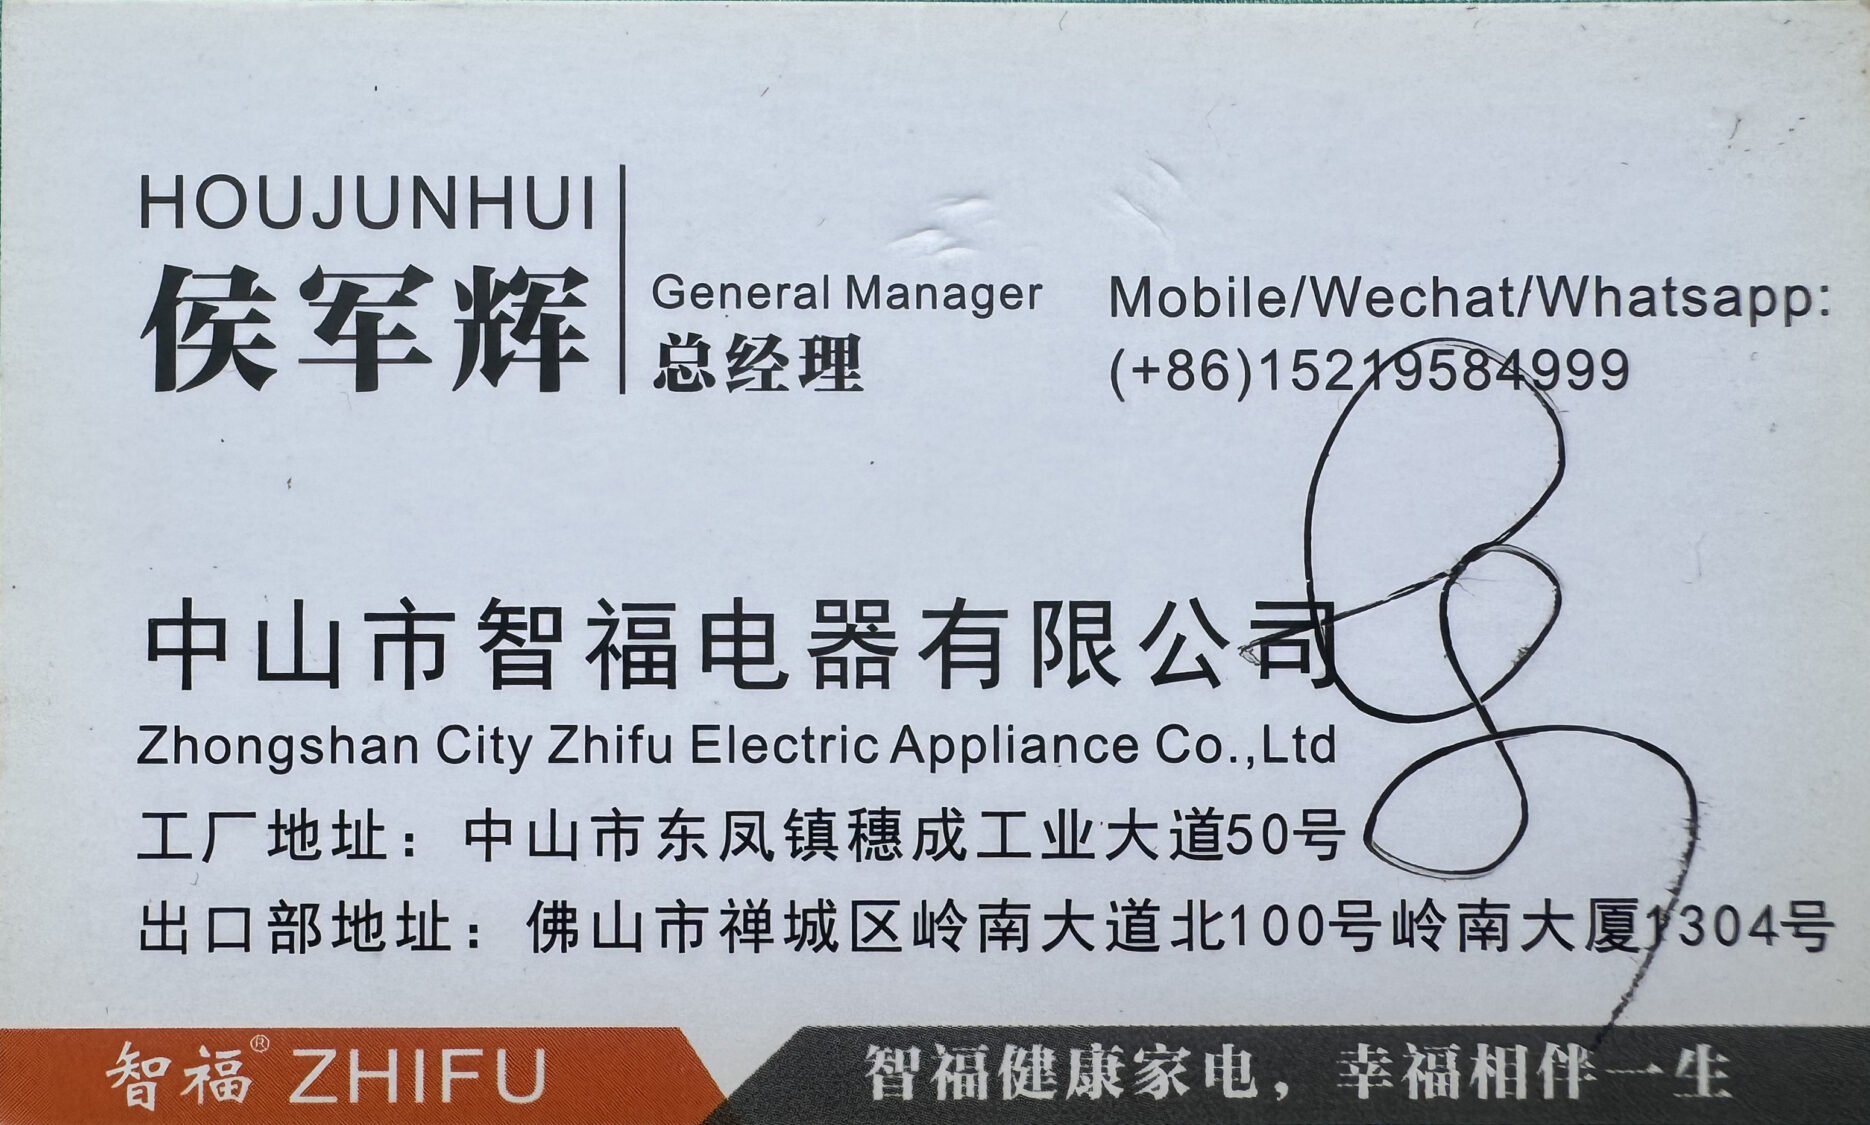 HOUJUNHUI
侯军辉
General Manager
总经理
Mobile/Wechat/Whatsapp:
(+86)15219584999
中山市智福电器有限公司
Zhongshan City Zhifu Electric Appliance Co.,Ltd
工厂地址：中山市东凤镇穗成工业大道50号
出口部地址：佛山市禅城区岭南大道北100号岭南大厦1304号
智福® ZHIFU
智福健康家电，幸福相伴一生